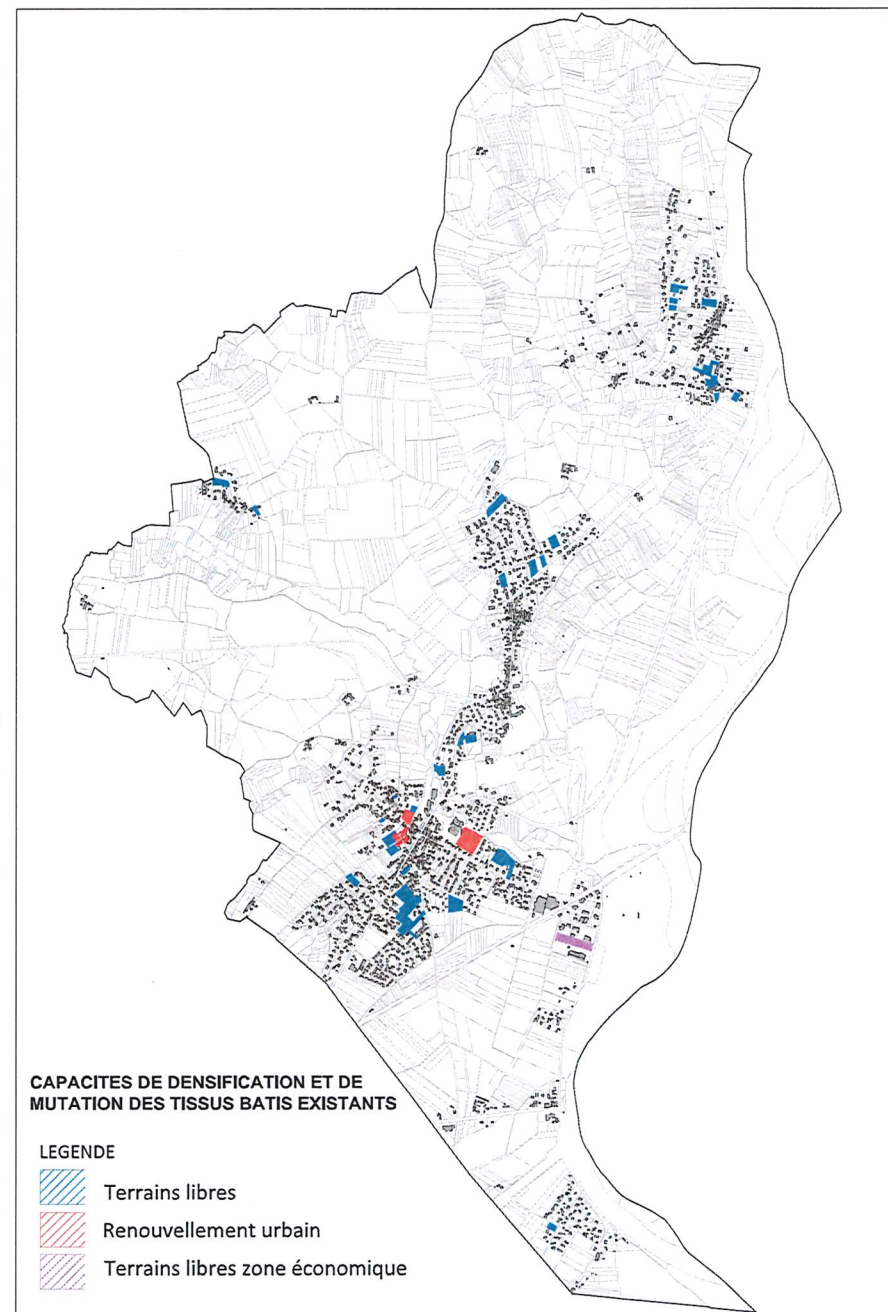 CAPACITES DE DENSIFICATION ET DE
MUTATION DES TISSUS BATIS EXISTANTS
LEGENDE
Terrains libres
Renouvellement urbain
Terrains libres zone économique